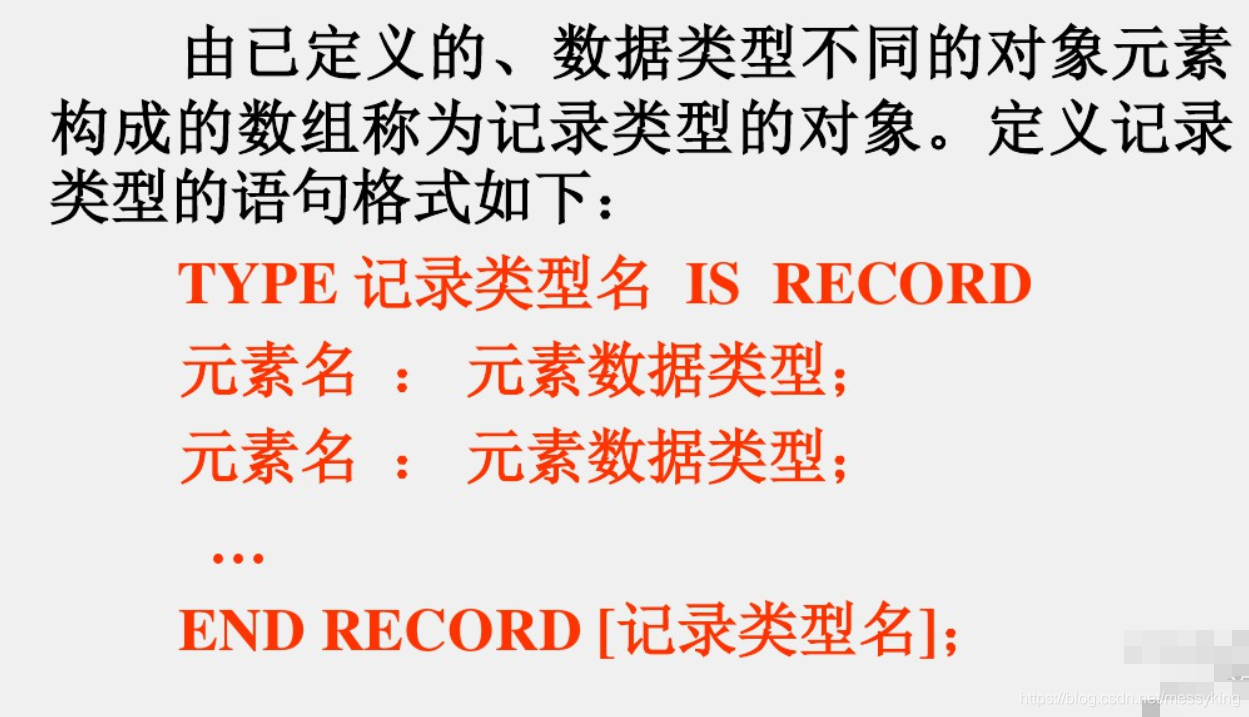 由已定义的、数据类型不同的对象元素
构成的数组称为记录类型的对象。定义记录
类型的语句格式如下：
TYPE 记录类型名 IS RECORD
元素名 ： 元素数据类型；
元素名 ： 元素数据类型；
…
END RECORD [记录类型名]；
https://blog.csdn.net/messyking